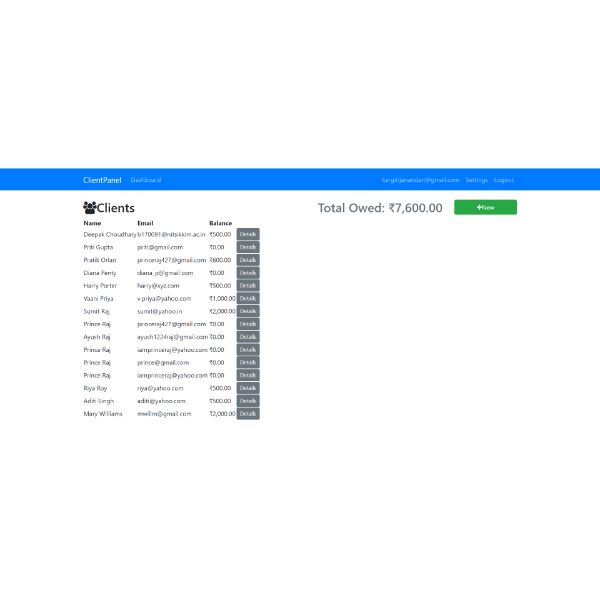 ClientPanel Dashboard kargirijanandan@gmail.com Settings Logout
Clients Total Owed: ₹7,600.00 +New
Name Email Balance
Deepak Choudhary b170091@nitsikkim.ac.in ₹500.00 Details
Priti Gupta priti@gmail.com ₹0.00 Details
Pratik Orlan princeraj427@gmail.com ₹600.00 Details
Diana Penty diana_p@gmail.com ₹0.00 Details
Harry Porter harry@xyz.com ₹500.00 Details
Vaani Priya v.priya@yahoo.com ₹1,000.00 Details
Sumit Raj sumit@yahoo.in ₹2,000.00 Details
Prince Raj princeraj427@gmail.com ₹0.00 Details
Ayush Raj ayush1224raj@gmail.com ₹0.00 Details
Prince Raj iamprinceraj@yahoo.com ₹0.00 Details
Prince Raj prince@gmail.com ₹0.00 Details
Prince Raj iamprinceraj@yahoo.com ₹0.00 Details
Riya Roy riya@yahoo.com ₹500.00 Details
Aditi Singh aditi@yahoo.com ₹500.00 Details
Mary Williams mwillm@gmail.com ₹2,000.00 Details